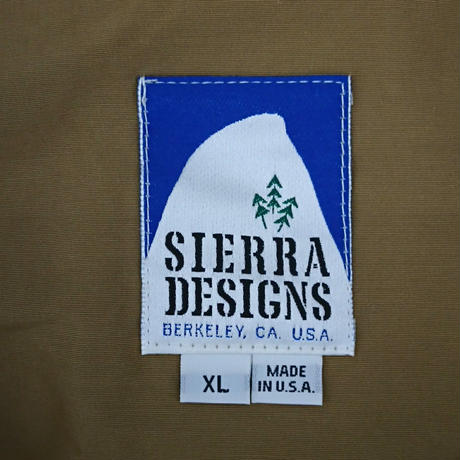 SIERRA
DESIGNS
BERKELEY, CA. U.S.A.
XL
MADE
IN U.S.A.